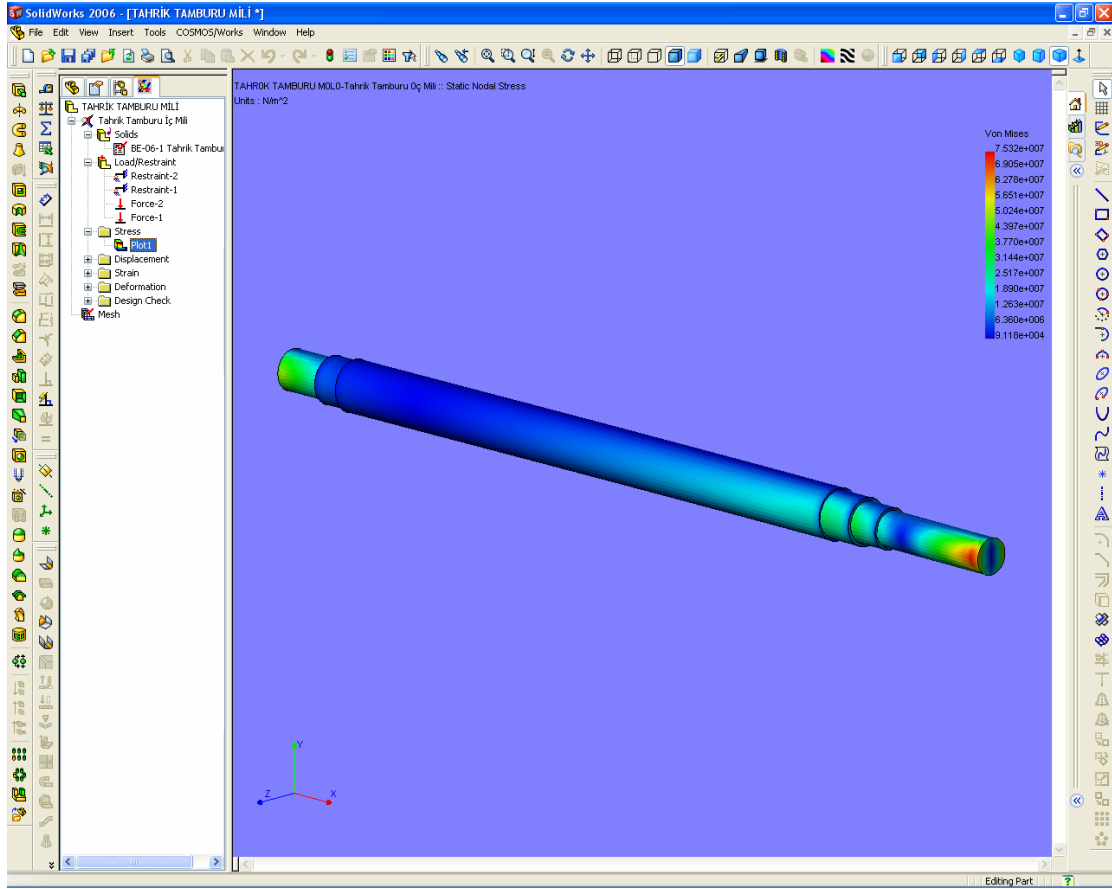 SolidWorks 2006 - [TAHRİK TAMBURU MİLİ *]
File Edit View Insert Tools COSMOS/Works Window Help
TAHRİK TAMBURU MİLİ
Tahrik Tamburu İç Mili
Solids
BE-06-1 Tahrik Tambur
Load/Restraint
Restraint-2
Restraint-1
Force-2
Force-1
Stress
Plot1
Displacement
Strain
Deformation
Design Check
Mesh
TAHR0K TAMBURU M0L0-Tahrik Tamburu 0ç Mili :: Static Nodal Stress
Units : N/m^2
Von Mises
7.532e+007
6.905e+007
6.278e+007
5.651e+007
5.024e+007
4.397e+007
3.770e+007
3.144e+007
2.517e+007
1.890e+007
1.263e+007
6.360e+006
9.118e+004
Y
Z
X
Editing Part